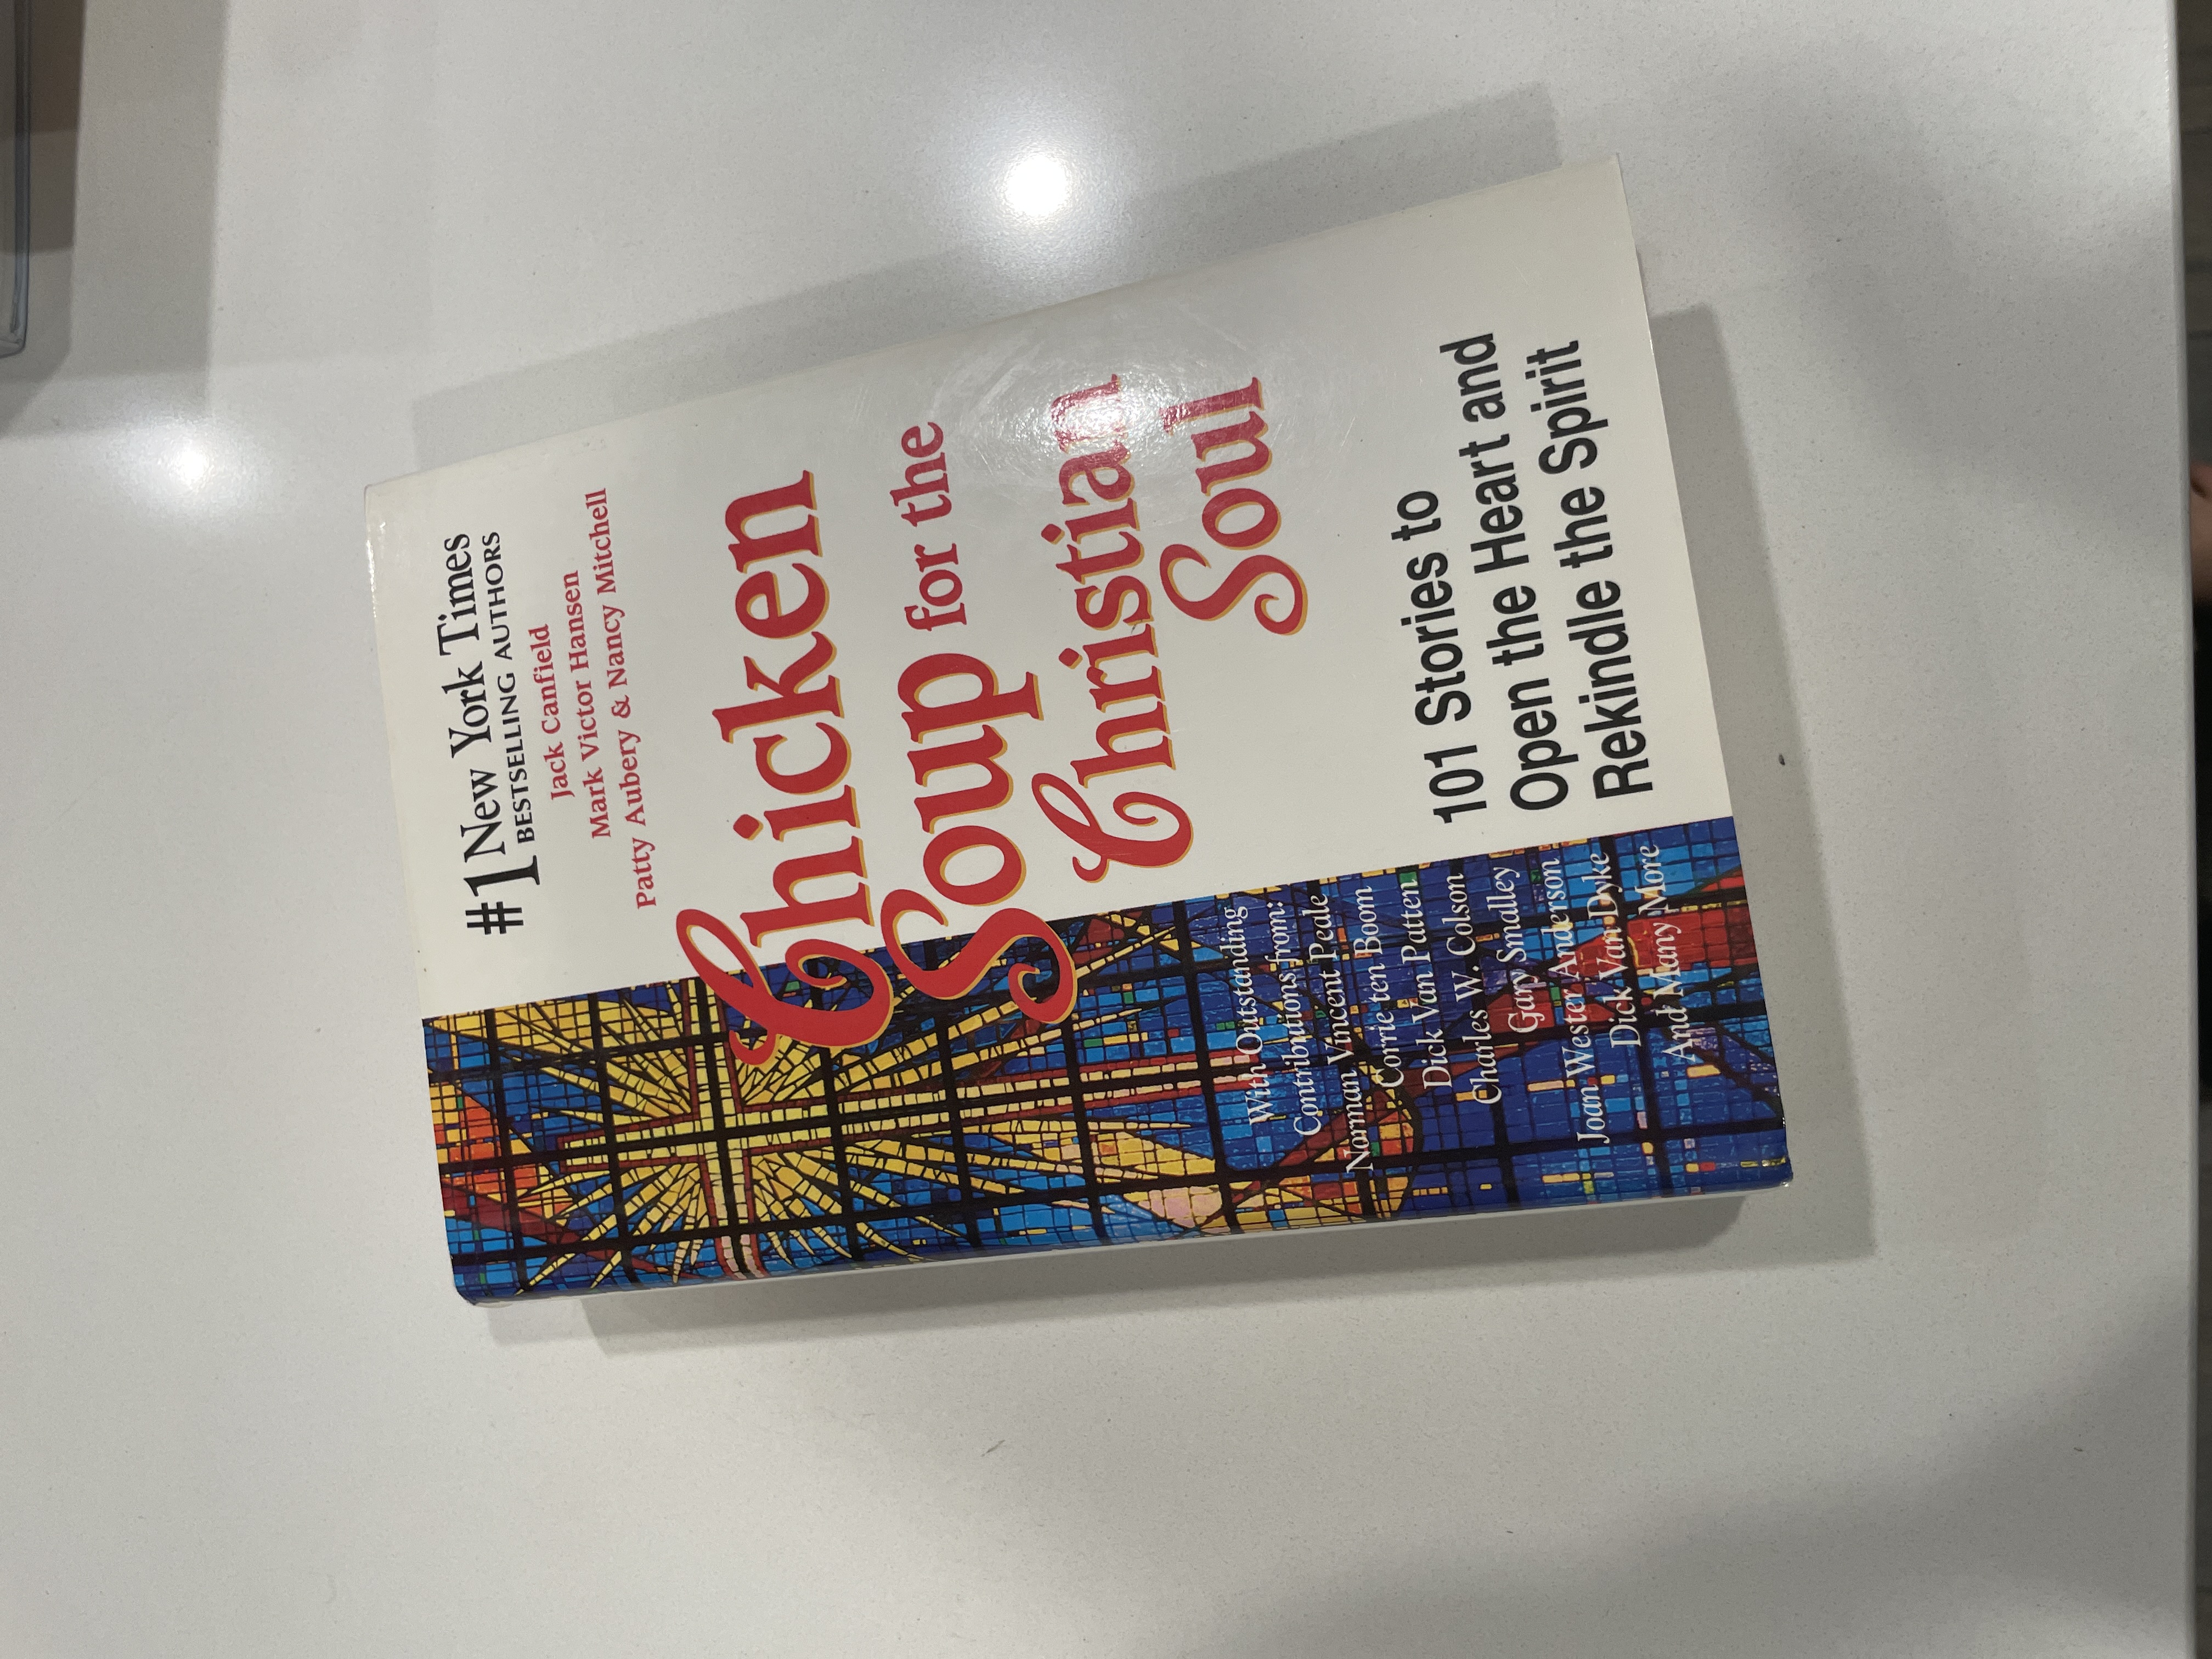 #1 New York Times
BESTSELLING AUTHORS
Jack Canfield
Mark Victor Hansen
Patty Aubery & Nancy Mitchell
Chicken
Soup for the
Christian
Soul
101 Stories to
Open the Heart and
Rekindle the Spirit
With Outstanding
Contributions from:
Norman Vincent Peale
Corrie ten Boom
Dick Van Patten
Charles W. Colson
Gary Smalley
Joan Wester Anderson
Dick Van Dyke
And Many More